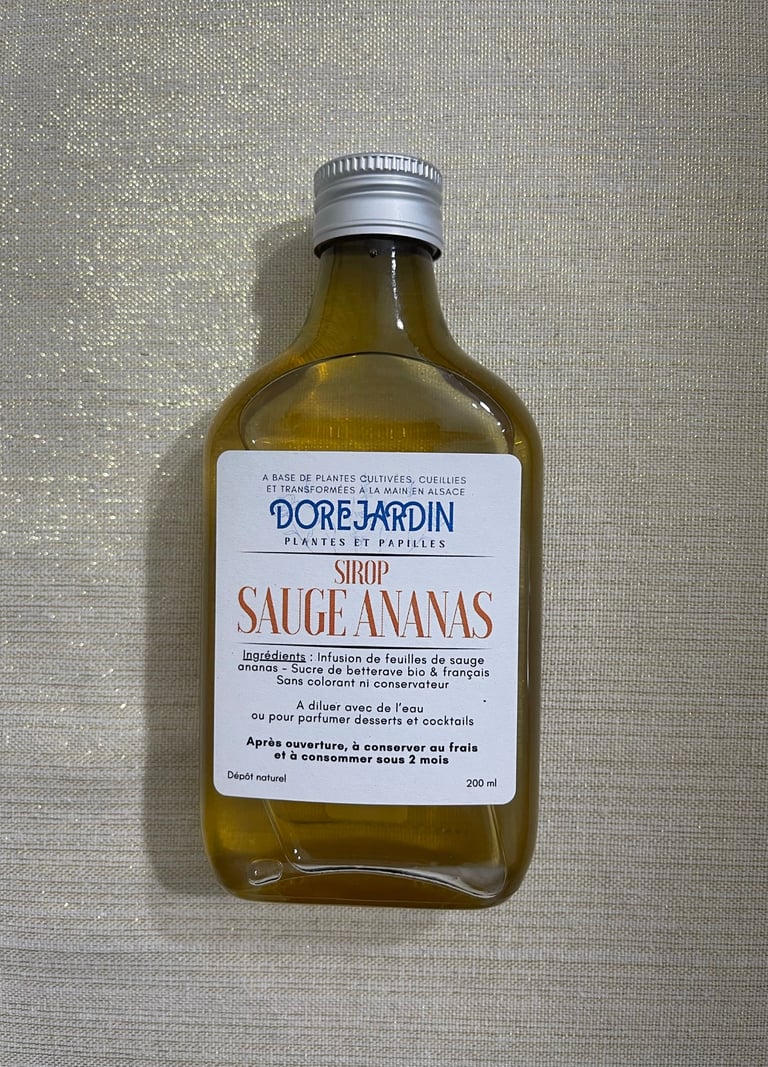 A BASE DE PLANTES CULTIVÉES, CUEILLIES
ET TRANSFORMÉES À LA MAIN EN ALSACE
DOREJARDIN
PLANTES ET PAPILLES
SIROP
SAUGE ANANAS
Ingrédients : Infusion de feuilles de sauge
ananas - Sucre de betterave bio & français
Sans colorant ni conservateur
A diluer avec de l'eau
ou pour parfumer desserts et cocktails
Après ouverture, à conserver au frais
et à consommer sous 2 mois
Dépôt naturel
200 ml